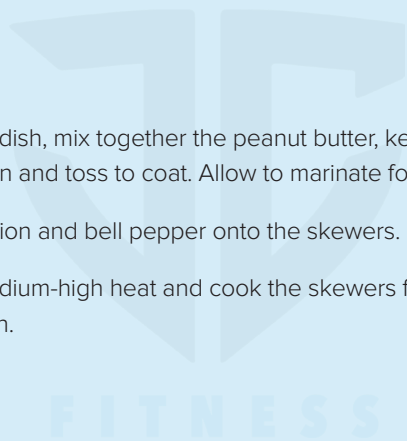 dish, mix together the peanut butter, ke
n and toss to coat. Allow to marinate fo
ion and bell pepper onto the skewers.
dium-high heat and cook the skewers f
n.
FITNESS